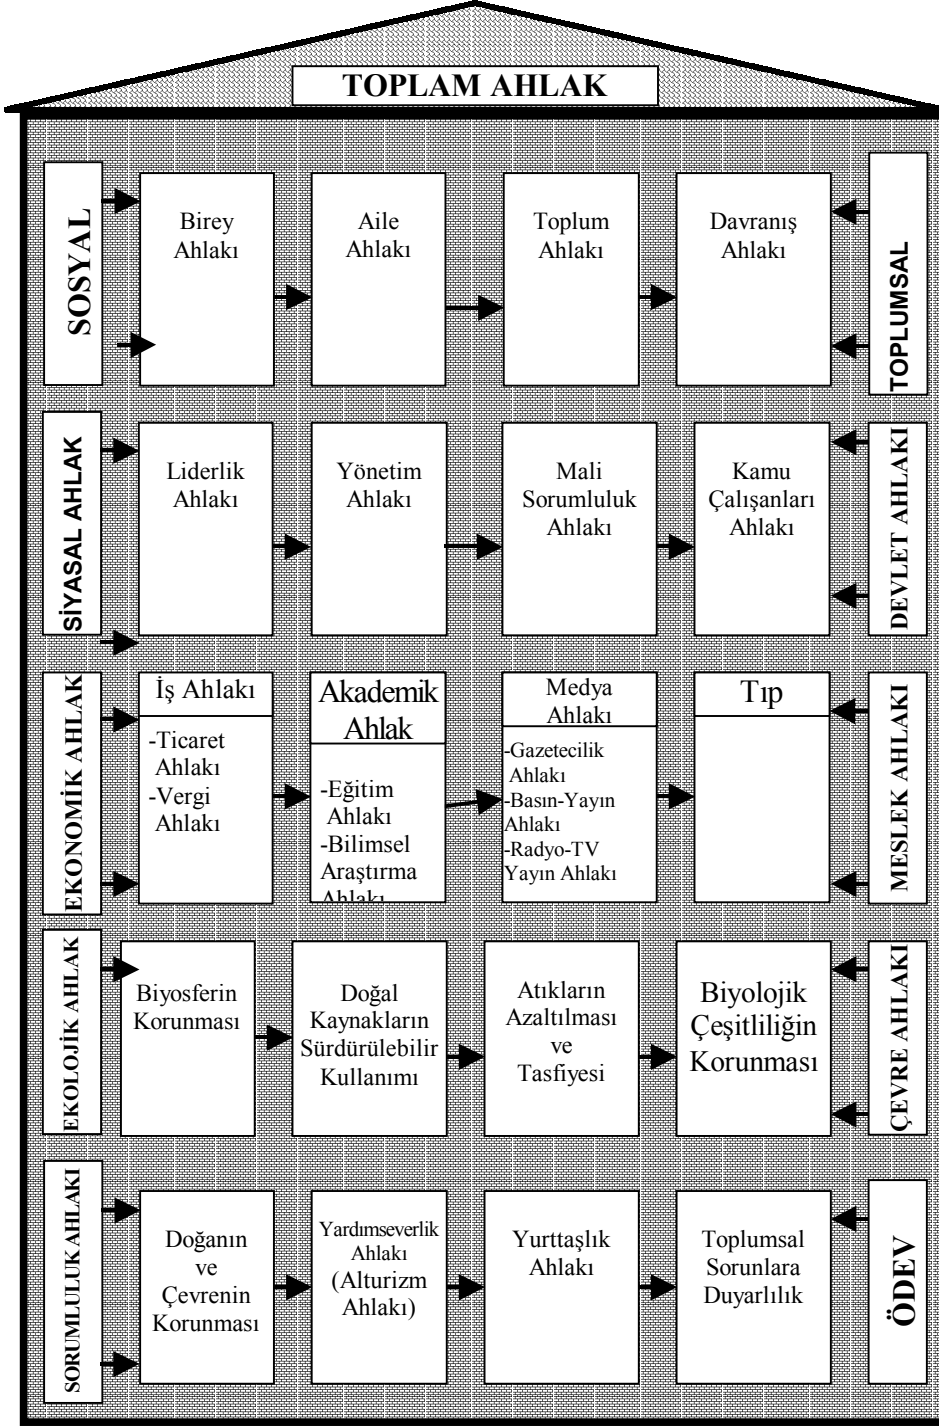 TOPLAM AHLAK
SOSYAL
Birey
Ahlakı
Aile
Ahlakı
Toplum
Ahlakı
Davranış
Ahlakı
TOPLUMSAL
SİYASAL AHLAK
Liderlik
Ahlakı
Yönetim
Ahlakı
Mali
Sorumluluk
Ahlakı
Kamu
Çalışanları
Ahlakı
DEVLET AHLAKI
EKONOMİK AHLAK
İş Ahlakı
-Ticaret
Ahlakı
-Vergi
Ahlakı
Akademik
Ahlak
-Eğitim
Ahlakı
-Bilimsel
Araştırma
Ahlakı
Medya
Ahlakı
-Gazetecilik
Ahlakı
-Basın-Yayın
Ahlakı
-Radyo-TV
Yayın Ahlakı
Tıp
MESLEK AHLAKI
EKOLOJİK AHLAK
Biyosferin
Korunması
Doğal
Kaynakların
Sürdürülebilir
Kullanımı
Atıkların
Azaltılması
ve
Tasfiyesi
Biyolojik
Çeşitliliğin
Korunması
ÇEVRE AHLAKI
SORUMLULUK AHLAKI
Doğanın
ve
Çevrenin
Korunması
Yardımseverlik
Ahlakı
(Alturizm
Ahlakı)
Yurttaşlık
Ahlakı
Toplumsal
Sorunlara
Duyarlılık
ÖDEV